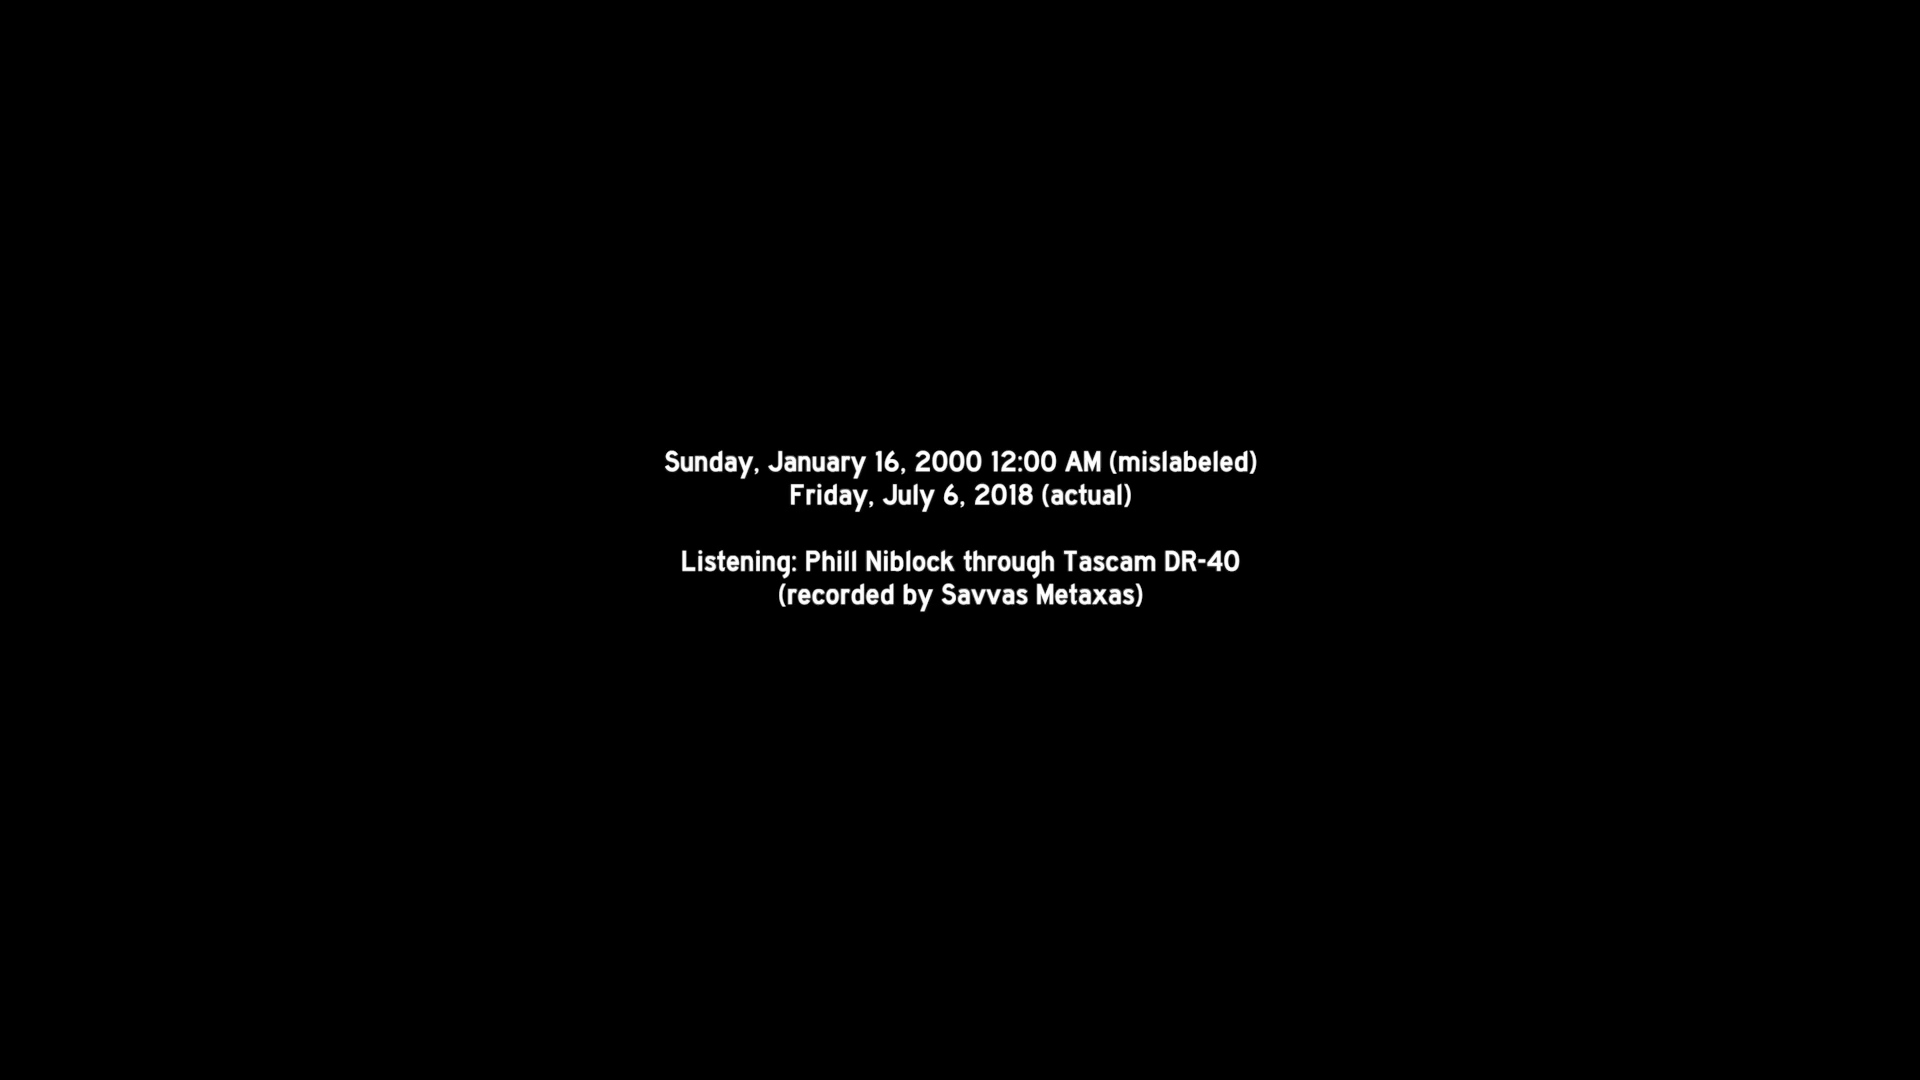 Sunday, January 16, 2000 12:00 AM (mislabeled)
Friday, July 6, 2018 (actual)
Listening: Phill Niblock through Tascam DR-40
(recorded by Savvas Metaxas)